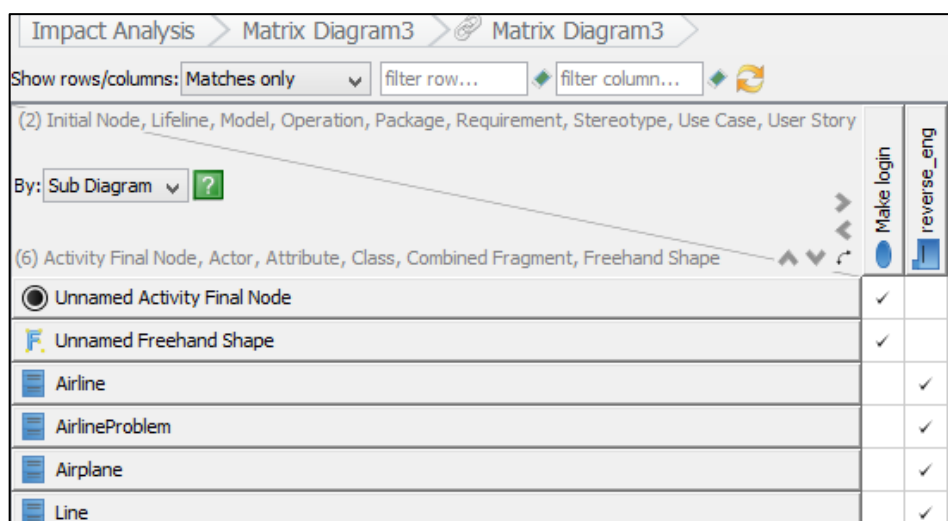 Impact Analysis Matrix Diagram3 Matrix Diagram3
Show rows/columns: Matches only filter row... filter column...
(2) Initial Node, Lifeline, Model, Operation, Package, Requirement, Stereotype, Use Case, User Story
Make login
reverse_eng
By: Sub Diagram ?
(6) Activity Final Node, Actor, Attribute, Class, Combined Fragment, Freehand Shape
Unnamed Activity Final Node ✓
F Unnamed Freehand Shape ✓
Airline ✓
AirlineProblem ✓
Airplane ✓
Line ✓